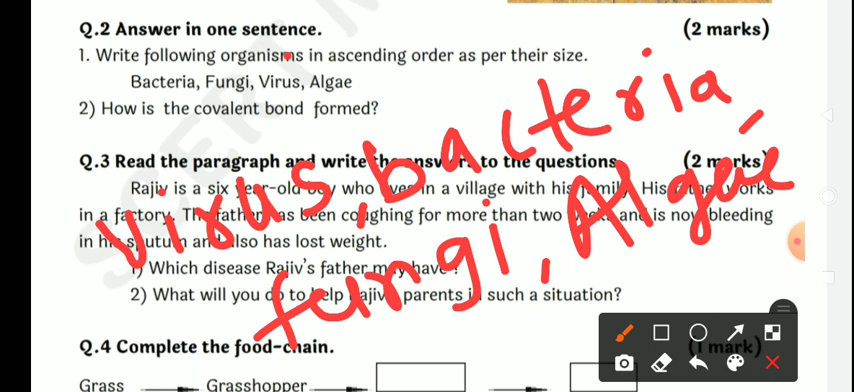 Q.2 Answer in one sentence. (2 marks)
1. Write following organisms in ascending order as per their size.
Bacteria, Fungi, Virus, Algae
2) How is the covalent bond formed?
Virus, bacteria
fungi, Algae
Q.3 Read the paragraph and write the answers to the questions (2 marks)
Rajiv is a six year-old boy who lives in a village with his family. His father works
in a factory. The father has been coughing for more than two weeks and is now bleeding
in his sputum and also has lost weight.
1) Which disease Rajiv's father may have?
2) What will you do to help Rajiv's parents in such a situation?
Q.4 Complete the food-chain. (1 mark)
Grass Grasshopper